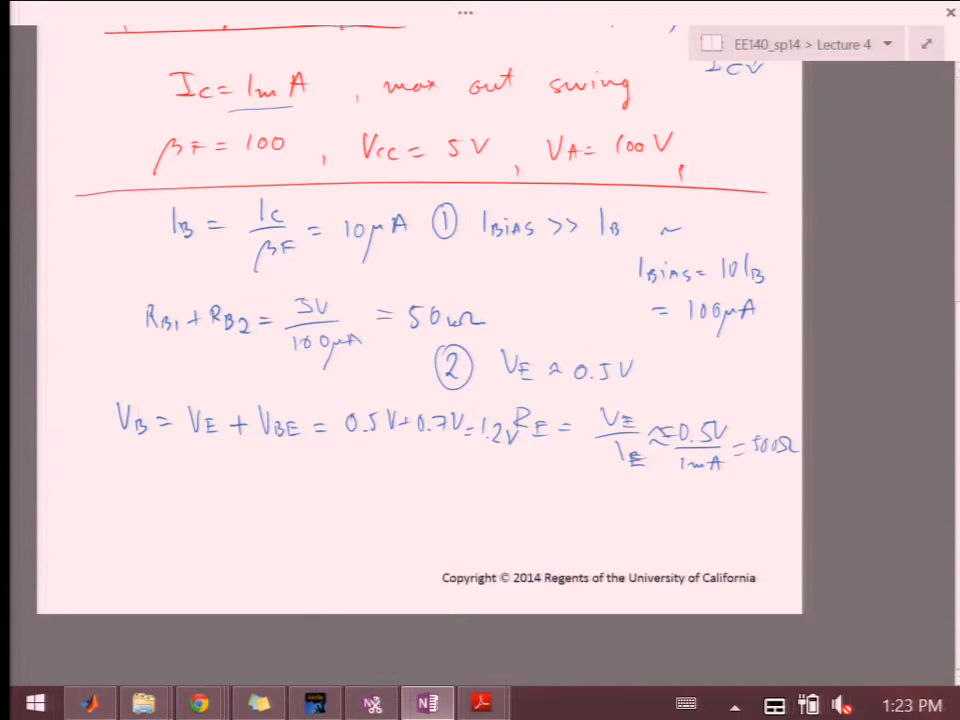 EE140_sp14 > Lecture 4
IC = 1mA , max out swing
βF = 100 , VCC = 5V , VA = 100V,
IB = IC/βF = 10μA ① IBIAS >> IB ~
IBIAS = 10IB
= 100μA
RB1 + RB2 = 5V/100μA = 50kΩ
② VE ≈ 0.5V
VB = VE + VBE = 0.5V + 0.7V = 1.2V RE = VE/IE ≈ 0.5V/1mA = 500Ω
Copyright © 2014 Regents of the University of California
1:23 PM